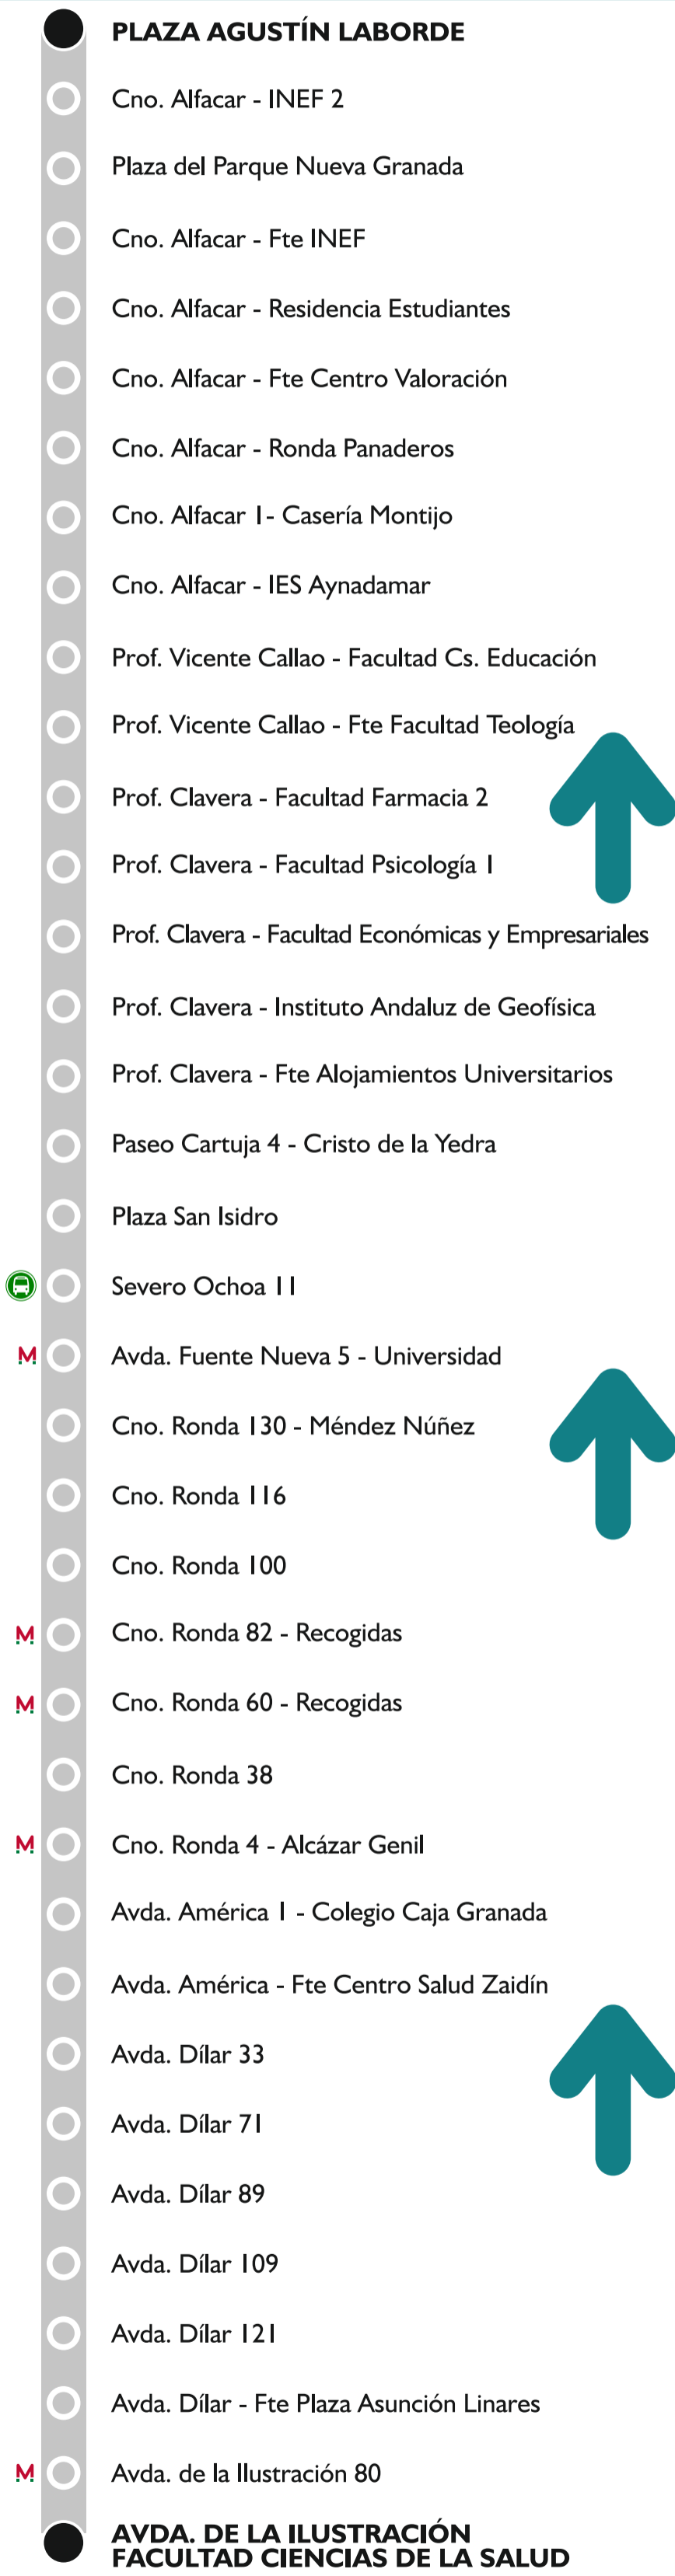 PLAZA AGUSTÍN LABORDE
Cno. Alfacar - INEF 2
Plaza del Parque Nueva Granada
Cno. Alfacar - Fte INEF
Cno. Alfacar - Residencia Estudiantes
Cno. Alfacar - Fte Centro Valoración
Cno. Alfacar - Ronda Panaderos
Cno. Alfacar 1- Casería Montijo
Cno. Alfacar - IES Aynadamar
Prof. Vicente Callao - Facultad Cs. Educación
Prof. Vicente Callao - Fte Facultad Teología
Prof. Clavera - Facultad Farmacia 2
Prof. Clavera - Facultad Psicología 1
Prof. Clavera - Facultad Económicas y Empresariales
Prof. Clavera - Instituto Andaluz de Geofísica
Prof. Clavera - Fte Alojamientos Universitarios
Paseo Cartuja 4 - Cristo de la Yedra
Plaza San Isidro
Severo Ochoa 11
M Avda. Fuente Nueva 5 - Universidad
Cno. Ronda 130 - Méndez Núñez
Cno. Ronda 116
Cno. Ronda 100
M Cno. Ronda 82 - Recogidas
M Cno. Ronda 60 - Recogidas
Cno. Ronda 38
M Cno. Ronda 4 - Alcázar Genil
Avda. América 1 - Colegio Caja Granada
Avda. América - Fte Centro Salud Zaidín
Avda. Dílar 33
Avda. Dílar 71
Avda. Dílar 89
Avda. Dílar 109
Avda. Dílar 121
Avda. Dílar - Fte Plaza Asunción Linares
M Avda. de la Ilustración 80
AVDA. DE LA ILUSTRACIÓN
FACULTAD CIENCIAS DE LA SALUD